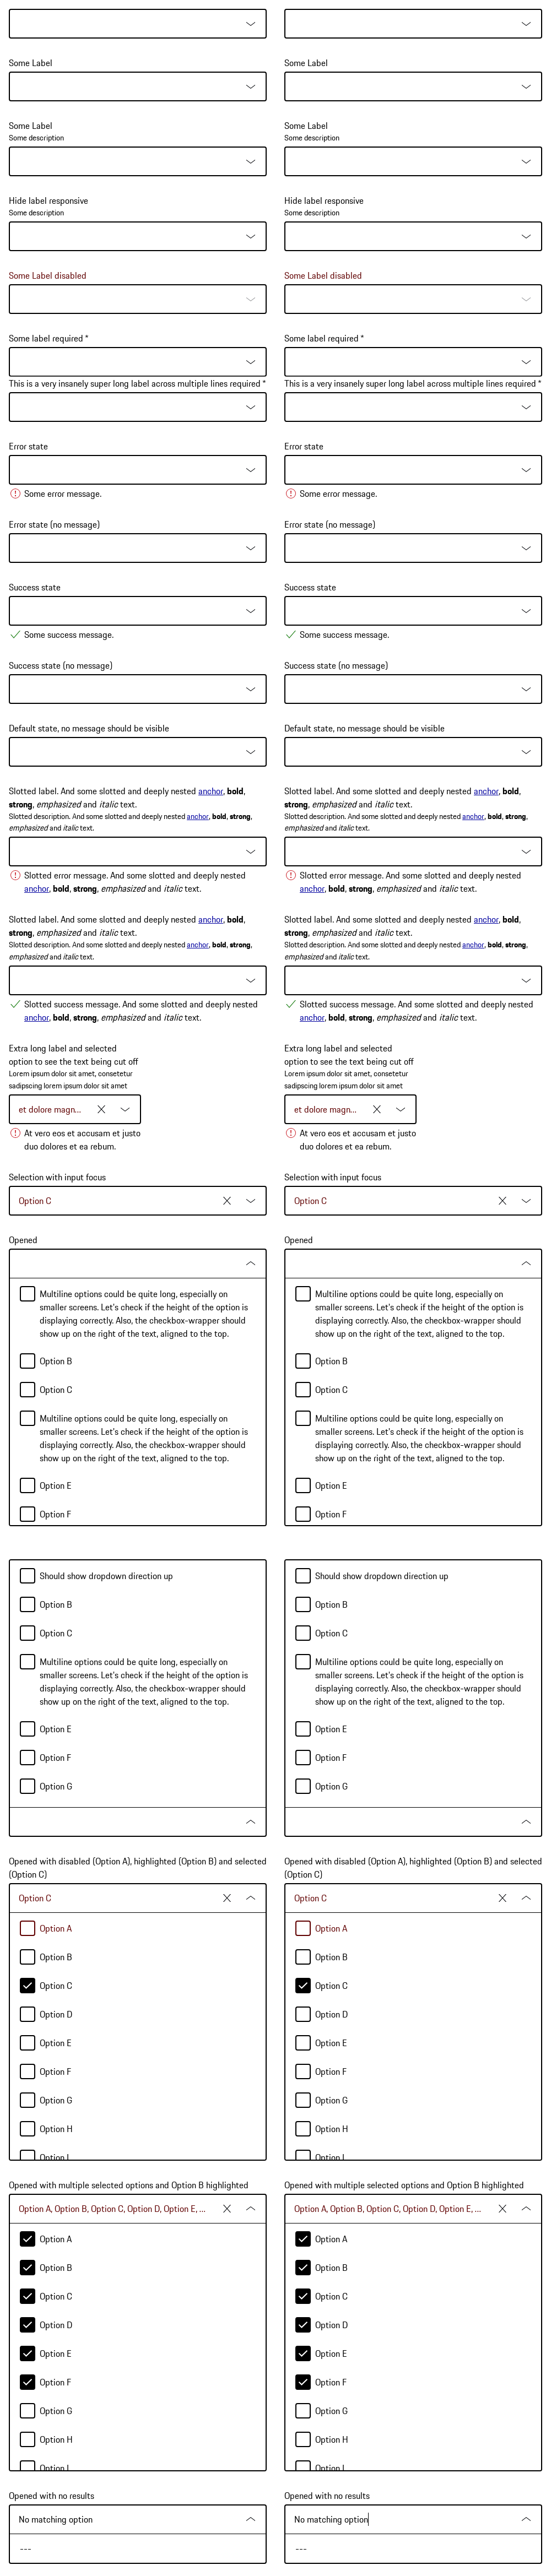 Some Label
Some Label
Some Label
Some description
Some Label
Some description
Hide label responsive
Some description
Hide label responsive
Some description
Some Label disabled
Some Label disabled
Some label required *
Some label required *
This is a very insanely super long label across multiple lines required *
This is a very insanely super long label across multiple lines required *
Error state
Error state
Some error message.
Some error message.
Error state (no message)
Error state (no message)
Success state
Success state
Some success message.
Some success message.
Success state (no message)
Success state (no message)
Default state, no message should be visible
Default state, no message should be visible
Slotted label. And some slotted and deeply nested anchor, bold,
strong, emphasized and italic text.
Slotted description. And some slotted and deeply nested anchor, bold, strong,
emphasized and italic text.
Slotted label. And some slotted and deeply nested anchor, bold,
strong, emphasized and italic text.
Slotted description. And some slotted and deeply nested anchor, bold, strong,
emphasized and italic text.
Slotted error message. And some slotted and deeply nested
anchor, bold, strong, emphasized and italic text.
Slotted error message. And some slotted and deeply nested
anchor, bold, strong, emphasized and italic text.
Slotted label. And some slotted and deeply nested anchor, bold,
strong, emphasized and italic text.
Slotted description. And some slotted and deeply nested anchor, bold, strong,
emphasized and italic text.
Slotted label. And some slotted and deeply nested anchor, bold,
strong, emphasized and italic text.
Slotted description. And some slotted and deeply nested anchor, bold, strong,
emphasized and italic text.
Slotted success message. And some slotted and deeply nested
anchor, bold, strong, emphasized and italic text.
Slotted success message. And some slotted and deeply nested
anchor, bold, strong, emphasized and italic text.
Extra long label and selected
option to see the text being cut off
Lorem ipsum dolor sit amet, consetetur
sadipscing lorem ipsum dolor sit amet
et dolore magn...
At vero eos et accusam et justo
duo dolores et ea rebum.
Extra long label and selected
option to see the text being cut off
Lorem ipsum dolor sit amet, consetetur
sadipscing lorem ipsum dolor sit amet
et dolore magn...
At vero eos et accusam et justo
duo dolores et ea rebum.
Selection with input focus
Option C
Selection with input focus
Option C
Opened
Multiline options could be quite long, especially on
smaller screens. Let's check if the height of the option is
displaying correctly. Also, the checkbox-wrapper should
show up on the right of the text, aligned to the top.
Option B
Option C
Multiline options could be quite long, especially on
smaller screens. Let's check if the height of the option is
displaying correctly. Also, the checkbox-wrapper should
show up on the right of the text, aligned to the top.
Option E
Option F
Opened
Multiline options could be quite long, especially on
smaller screens. Let's check if the height of the option is
displaying correctly. Also, the checkbox-wrapper should
show up on the right of the text, aligned to the top.
Option B
Option C
Multiline options could be quite long, especially on
smaller screens. Let's check if the height of the option is
displaying correctly. Also, the checkbox-wrapper should
show up on the right of the text, aligned to the top.
Option E
Option F
Should show dropdown direction up
Option B
Option C
Multiline options could be quite long, especially on
smaller screens. Let's check if the height of the option is
displaying correctly. Also, the checkbox-wrapper should
show up on the right of the text, aligned to the top.
Option E
Option F
Option G
Should show dropdown direction up
Option B
Option C
Multiline options could be quite long, especially on
smaller screens. Let's check if the height of the option is
displaying correctly. Also, the checkbox-wrapper should
show up on the right of the text, aligned to the top.
Option E
Option F
Option G
Opened with disabled (Option A), highlighted (Option B) and selected
(Option C)
Option C
Option A
Option B
Option C
Option D
Option E
Option F
Option G
Option H
Option I
Opened with disabled (Option A), highlighted (Option B) and selected
(Option C)
Option C
Option A
Option B
Option C
Option D
Option E
Option F
Option G
Option H
Option I
Opened with multiple selected options and Option B highlighted
Option A, Option B, Option C, Option D, Option E, ...
Option A
Option B
Option C
Option D
Option E
Option F
Option G
Option H
Option I
Opened with multiple selected options and Option B highlighted
Option A, Option B, Option C, Option D, Option E, ...
Option A
Option B
Option C
Option D
Option E
Option F
Option G
Option H
Option I
Opened with no results
No matching option
---
Opened with no results
No matching option
---